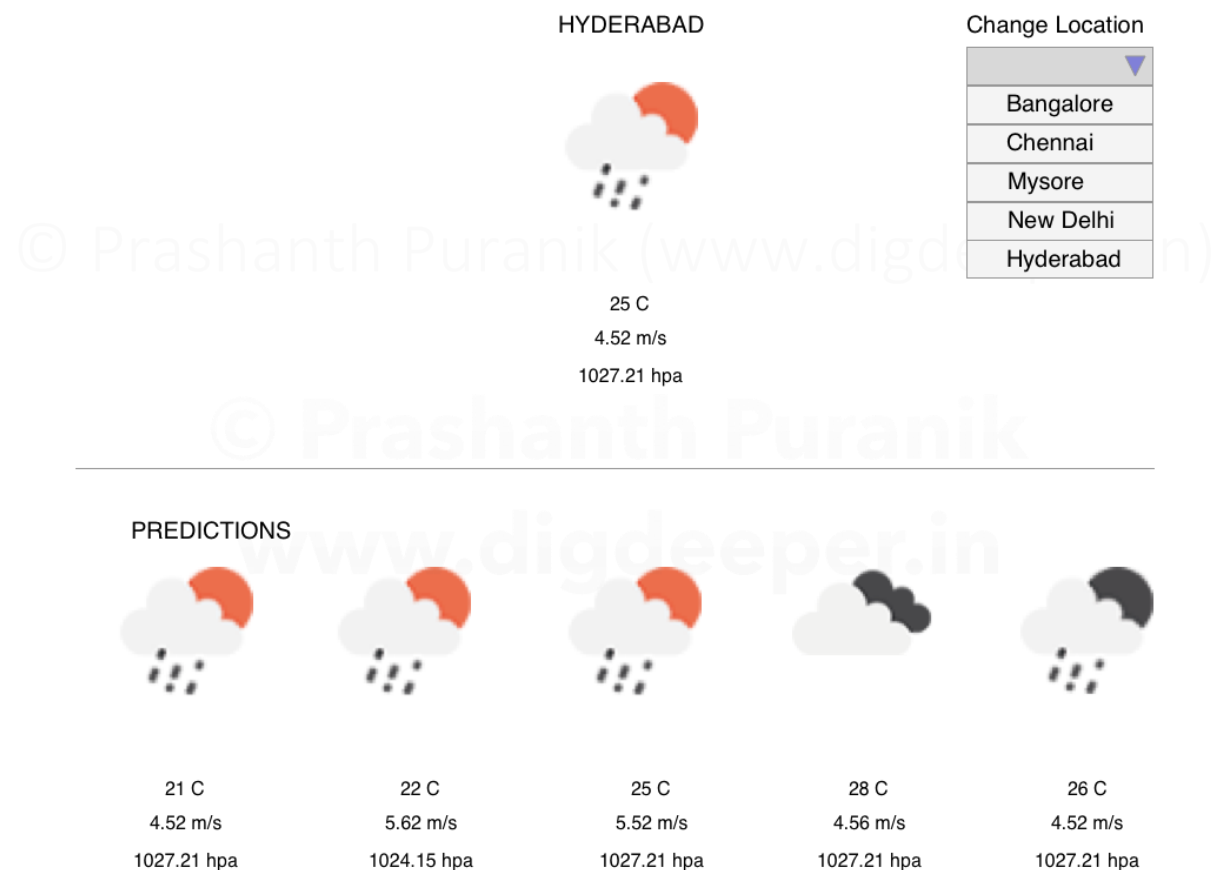 HYDERABAD
Change Location
Bangalore
Chennai
Mysore
New Delhi
Hyderabad
© Prashanth Puranik (www.digdeeper.in)
25 C
4.52 m/s
1027.21 hpa
© Prashanth Puranik
www.digdeeper.in
PREDICTIONS
21 C 22 C 25 C 28 C 26 C
4.52 m/s 5.62 m/s 5.52 m/s 4.56 m/s 4.52 m/s
1027.21 hpa 1024.15 hpa 1027.21 hpa 1027.21 hpa 1027.21 hpa